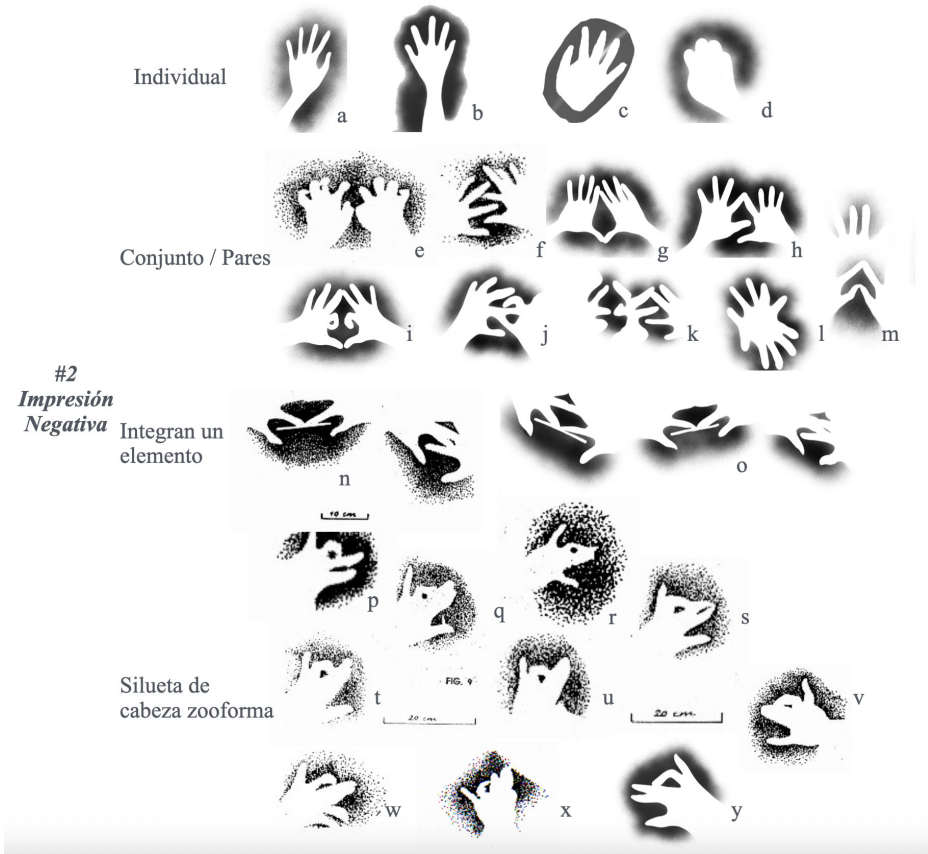 Individual
a b c d
Conjunto / Pares
e f g h
i j k l m
#2
Impresión
Negativa
Integran un
elemento
n o
10 cm
p q r s
Silueta de
cabeza zooforma
t u v
FIG. 9
20 cm 20 cm
w x y